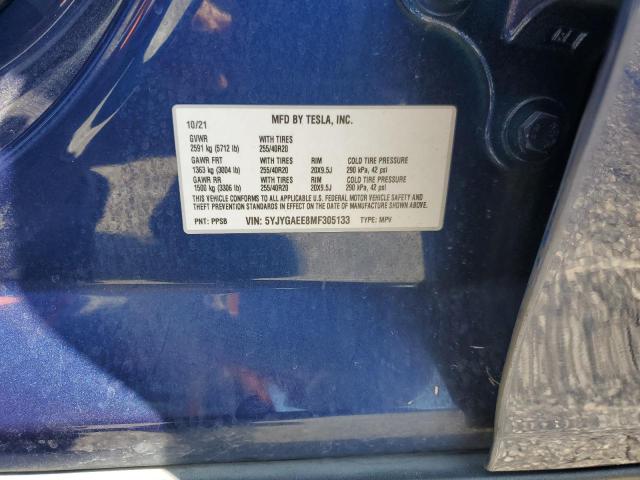 10/21 MFD BY TESLA, INC.
GVWR WITH TIRES
2591 kg (5712 lb) 255/40R20
GAWR FRT WITH TIRES RIM COLD TIRE PRESSURE
1363 kg (3004 lb) 255/40R20 20X9.5J 290 kPa, 42 psi
GAWR RR WITH TIRES RIM COLD TIRE PRESSURE
1500 kg (3306 lb) 255/40R20 20X9.5J 290 kPa, 42 psi
THIS VEHICLE CONFORMS TO ALL APPLICABLE U.S. FEDERAL MOTOR VEHICLE SAFETY AND
THEFT PREVENTION STANDARDS IN EFFECT ON THE DATE OF MANUFACTURE SHOWN ABOVE.
PNT: PPSB VIN: 5YJYGAEE8MF305133 TYPE: MPV